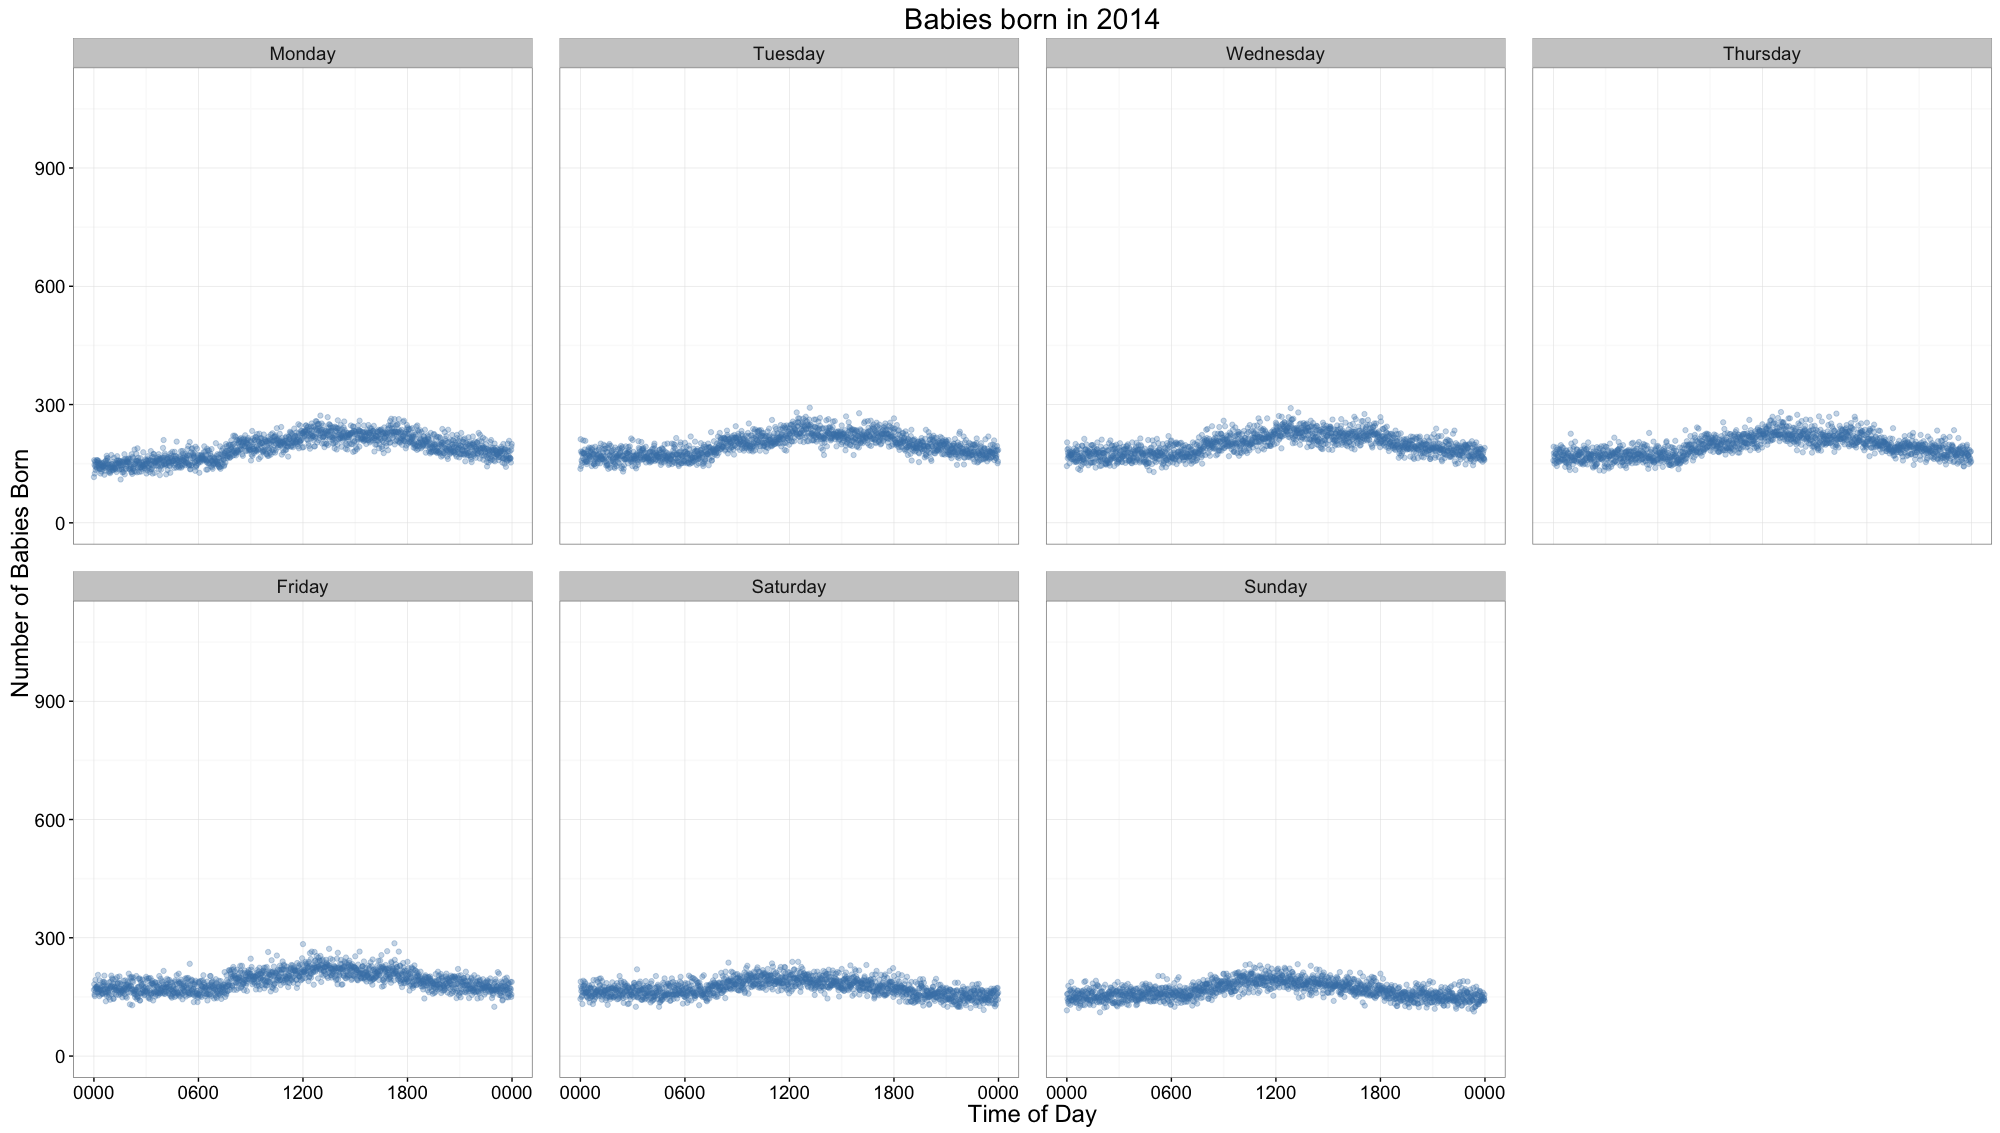 Babies born in 2014
Monday
Tuesday
Wednesday
Thursday
900
600
300
0
Number of Babies Born
Friday
Saturday
Sunday
900
600
300
0
0000 0600 1200 1800 0000
0000 0600 1200 1800 0000
0000 0600 1200 1800 0000
Time of Day